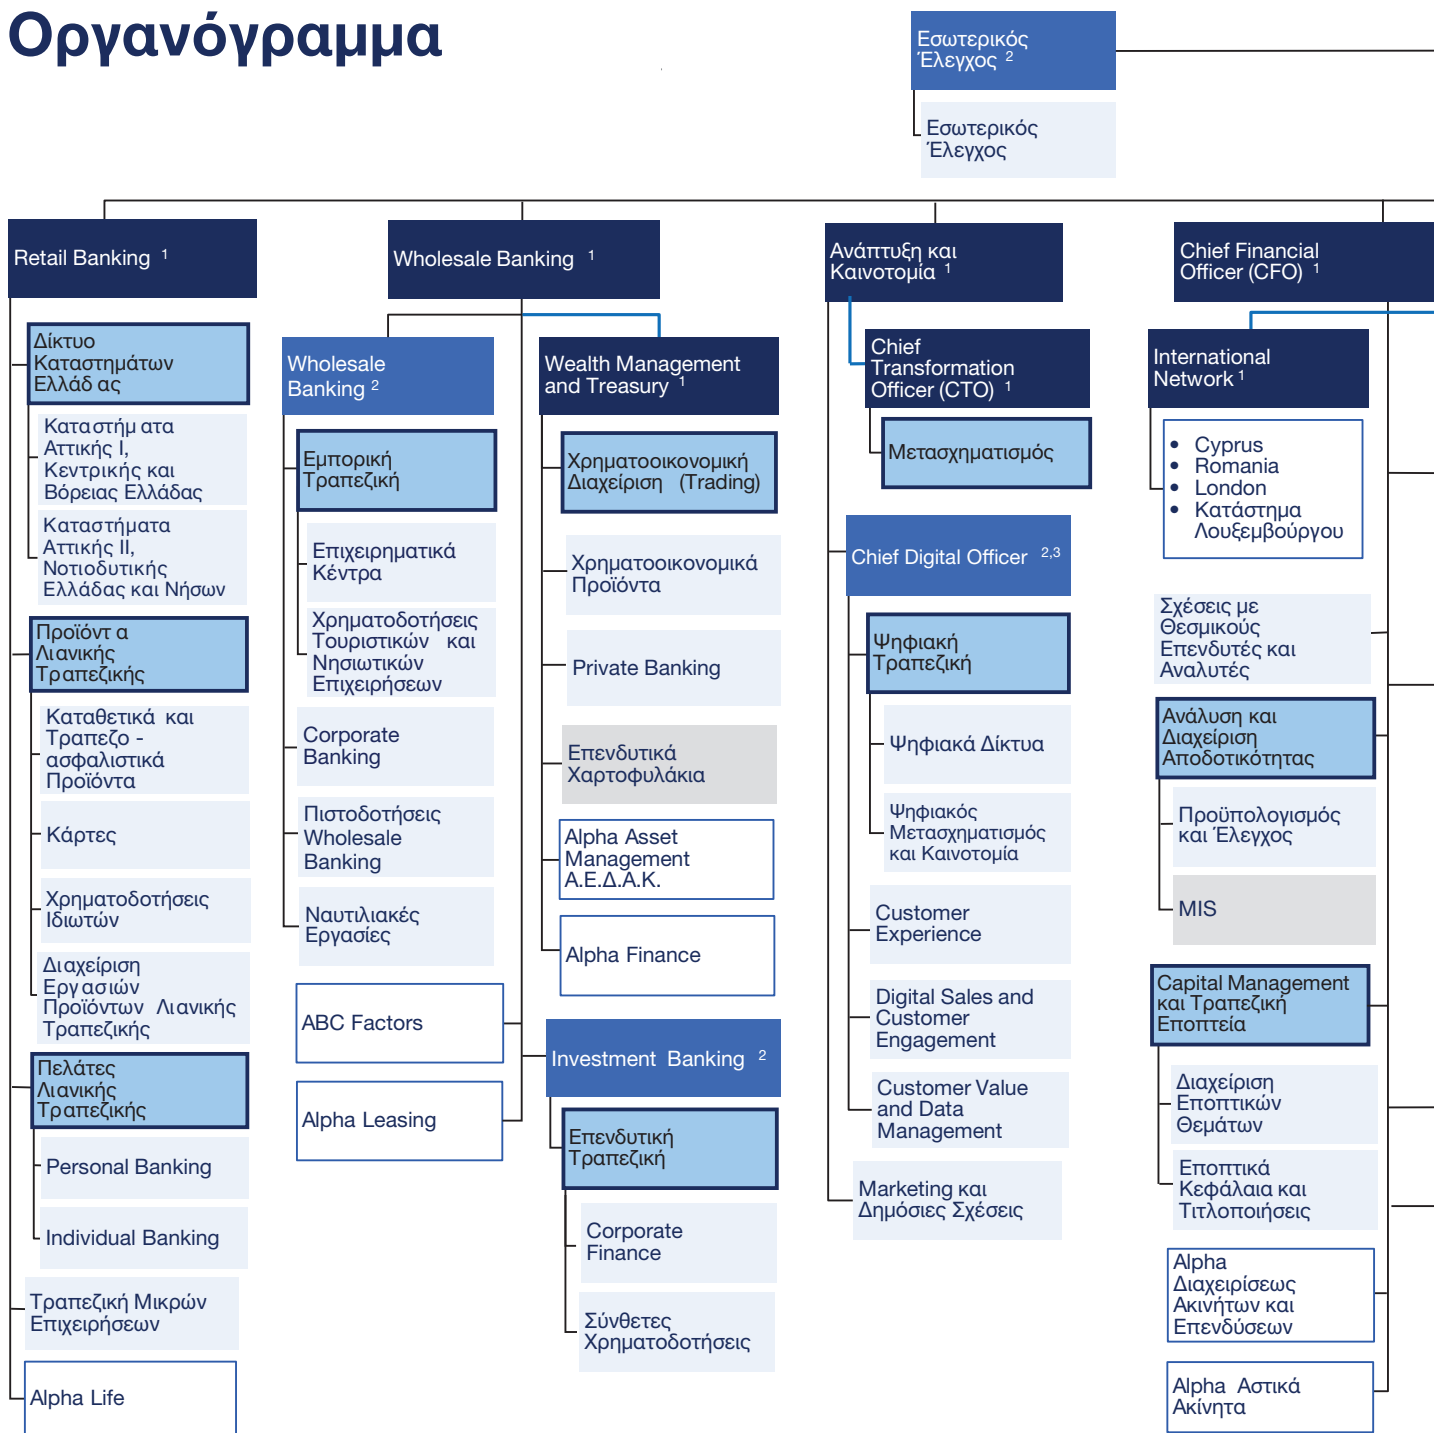 Οργανόγραμμα
Εσωτερικός
Έλεγχος 2
Εσωτερικός
Έλεγχος
Retail Banking 1
Δίκτυο
Καταστημάτων
Ελλάδ ας
Καταστήμ ατα
Αττικής Ι,
Κεντρικής και
Βόρειας Ελλάδας
Καταστήματα
Αττικής ΙΙ,
Νοτιοδυτικής
Ελλάδας και Νήσων
Προϊόντ α
Λιανικής
Τραπεζικής
Καταθετικά και
Τραπεζο -
ασφαλιστικά
Προϊόντα
Κάρτες
Χρηματοδοτήσεις
Ιδιωτών
Διαχείριση
Εργασιών
Προϊόντων Λιανικής
Τραπεζικής
Πελάτες
Λιανικής
Τραπεζικής
Personal Banking
Individual Banking
Τραπεζική Μικρών
Επιχειρήσεων
Alpha Life
Wholesale Banking 1
Wholesale
Banking 2
Εμπορική
Τραπεζική
Επιχειρηματικά
Κέντρα
Χρηματοδοτήσεις
Τουριστικών και
Νησιωτικών
Επιχειρήσεων
Corporate
Banking
Πιστοδοτήσεις
Wholesale
Banking
Ναυτιλιακές
Εργασίες
ABC Factors
Alpha Leasing
Wealth Management
and Treasury 1
Χρηματοοικονομική
Διαχείριση (Trading)
Χρηματοοικονομικά
Προϊόντα
Private Banking
Επενδυτικά
Χαρτοφυλάκια
Alpha Asset
Management
Α.Ε.Δ.Α.Κ.
Alpha Finance
Investment Banking 2
Επενδυτική
Τραπεζική
Corporate
Finance
Σύνθετες
Χρηματοδοτήσεις
Ανάπτυξη και
Καινοτομία 1
Chief
Transformation
Officer (CTO) 1
Μετασχηματισμός
Chief Digital Officer 2,3
Ψηφιακή
Τραπεζική
Ψηφιακά Δίκτυα
Ψηφιακός
Μετασχηματισμός
και Καινοτομία
Customer
Experience
Digital Sales and
Customer
Engagement
Customer Value
and Data
Management
Marketing και
Δημόσιες Σχέσεις
Chief Financial
Officer (CFO) 1
International
Network 1
• Cyprus
• Romania
• London
• Κατάστημα
Λουξεμβούργου
Σχέσεις με
Θεσμικούς
Επενδυτές και
Αναλυτές
Ανάλυση και
Διαχείριση
Αποδοτικότητας
Προϋπολογισμός
και Έλεγχος
MIS
Capital Management
και Τραπεζική
Εποπτεία
Διαχείριση
Εποπτικών
Θεμάτων
Εποπτικά
Κεφάλαια και
Τιτλοποιήσεις
Alpha
Διαχειρίσεως
Ακινήτων και
Επενδύσεων
Alpha Αστικά
Ακίνητα